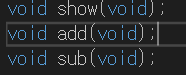 void show(void);
void add(void);
void sub(void);